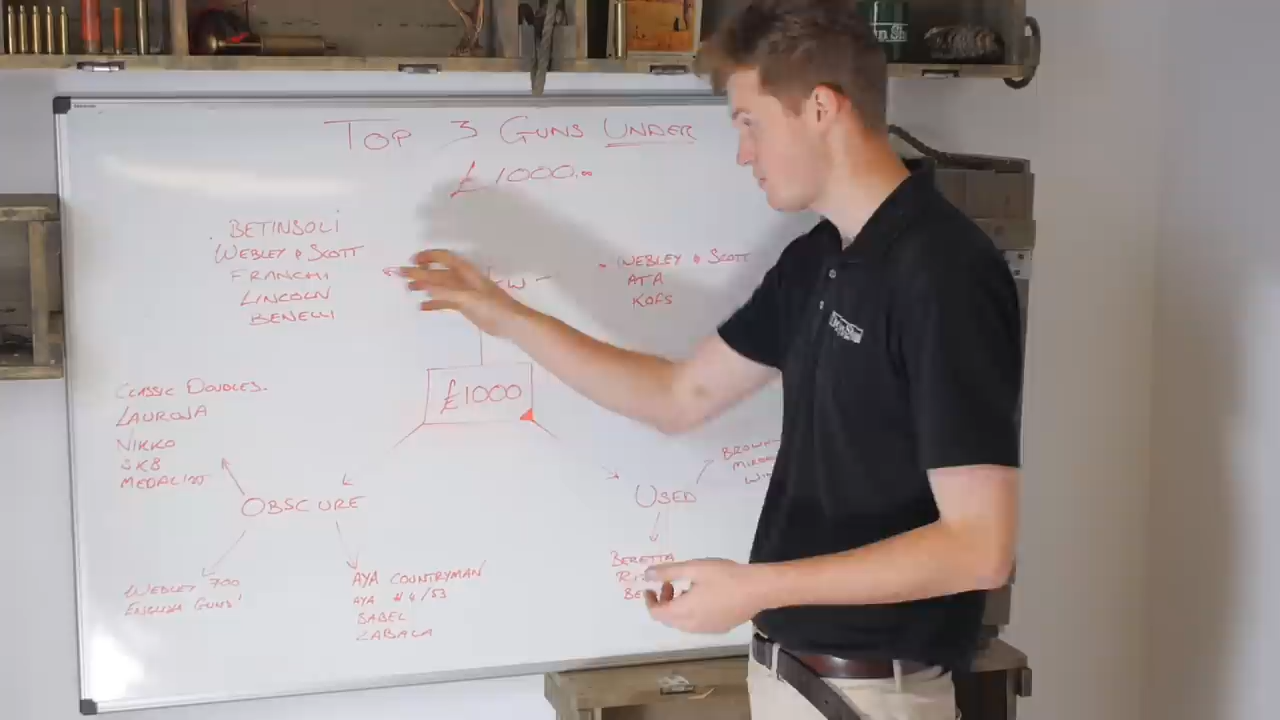 TOP 3 GUNS UNDER
£1000.00
BETINSOLI
WEBLEY & SCOTT
FRANCHI
LINCOLN
BENELLI
WEBLEY & SCOTT
ATA
KOFS
£1000
CLASSIC DOUBLES.
LAURONA
NIKKO
SKB
MEDALIST
OBSCURE
WEBLEY 700
ENGLISH GUNS'
AYA COUNTRYMAN
AYA #4/53
SABEL
ZABALA
USED
BERETTA